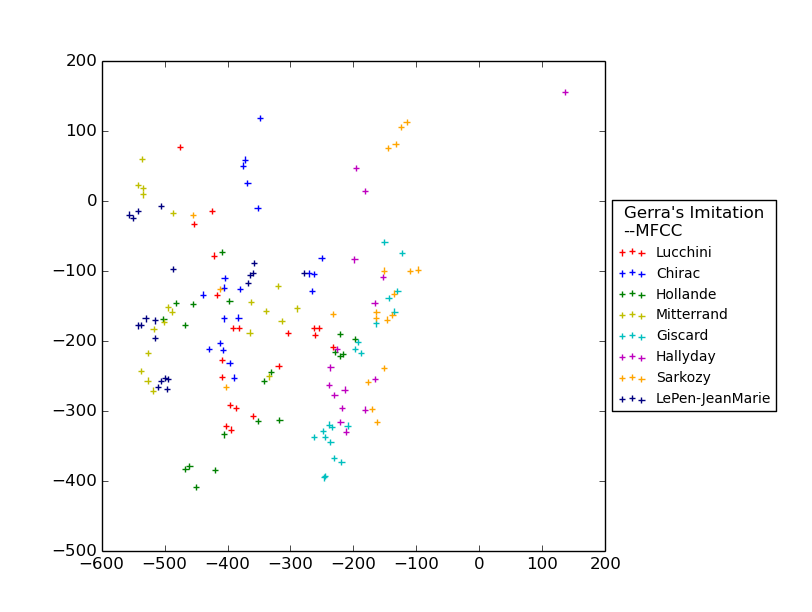 200
100
0
−100
−200
−300
−400
−500
−600 −500 −400 −300 −200 −100 0 100 200
Gerra's Imitation
--MFCC
Lucchini
Chirac
Hollande
Mitterrand
Giscard
Hallyday
Sarkozy
LePen-JeanMarie